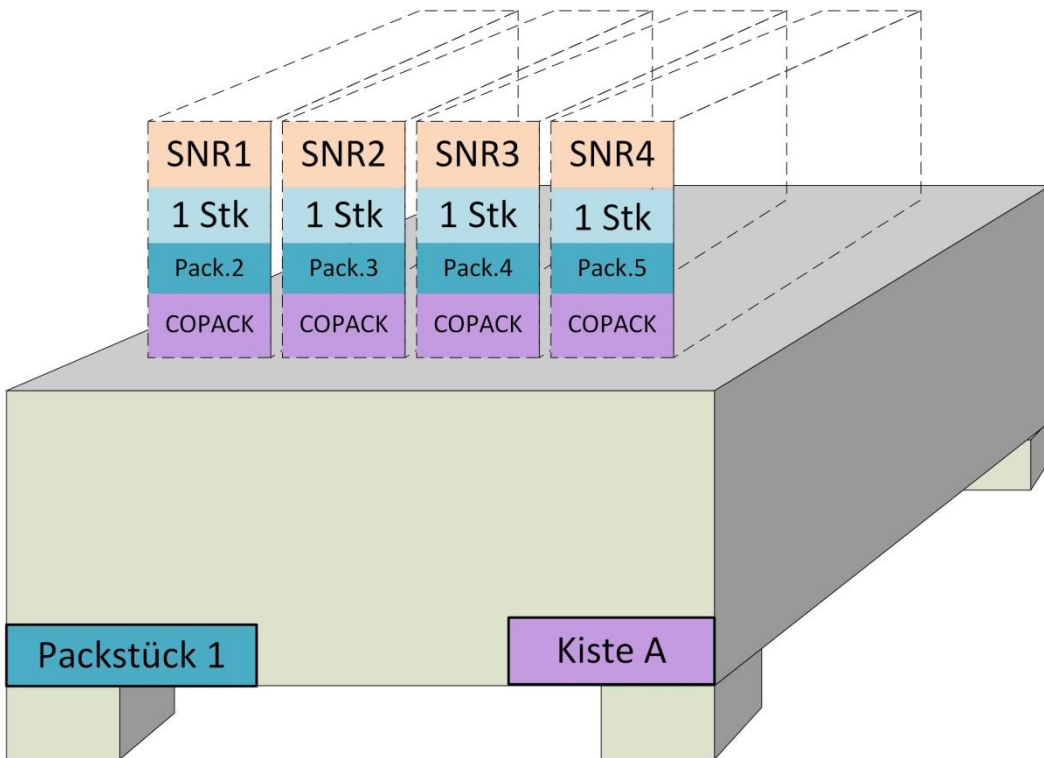 SNR1 SNR2 SNR3 SNR4
1 Stk 1 Stk 1 Stk 1 Stk
Pack.2 Pack.3 Pack.4 Pack.5
COPACK COPACK COPACK COPACK
Packstück 1 Kiste A